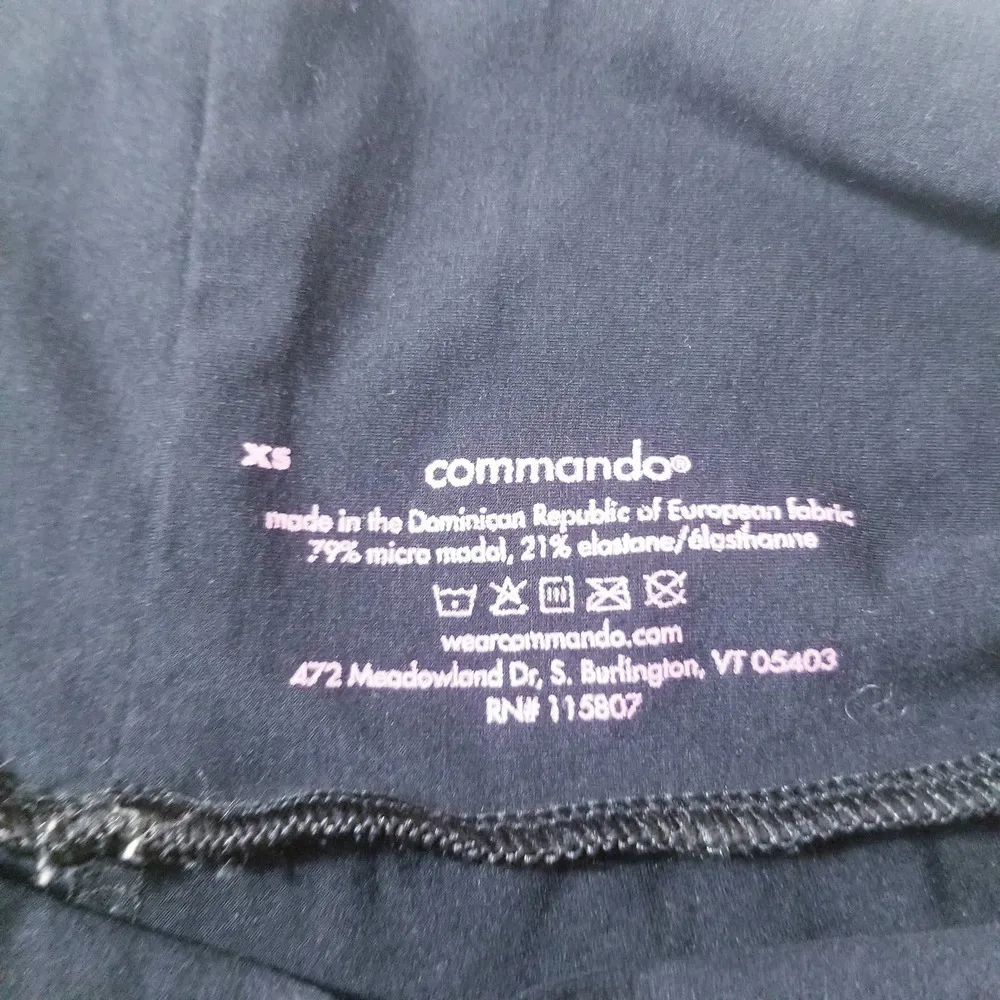 XS
commando®
made in the Dominican Republic of European fabric
79% micro modal, 21% elastane/élasthanne
wearcommando.com
472 Meadowland Dr, S. Burlington, VT 05403
RN# 115807